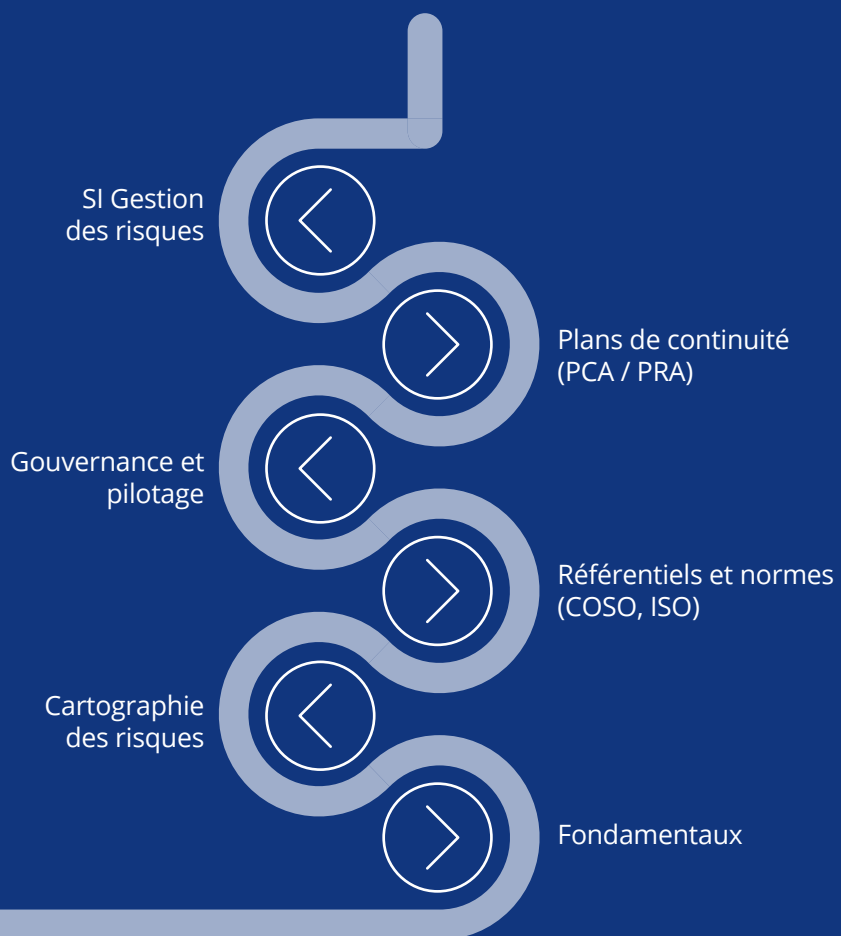 SI Gestion
des risques
Plans de continuité
(PCA / PRA)
Gouvernance et
pilotage
Référentiels et normes
(COSO, ISO)
Cartographie
des risques
Fondamentaux